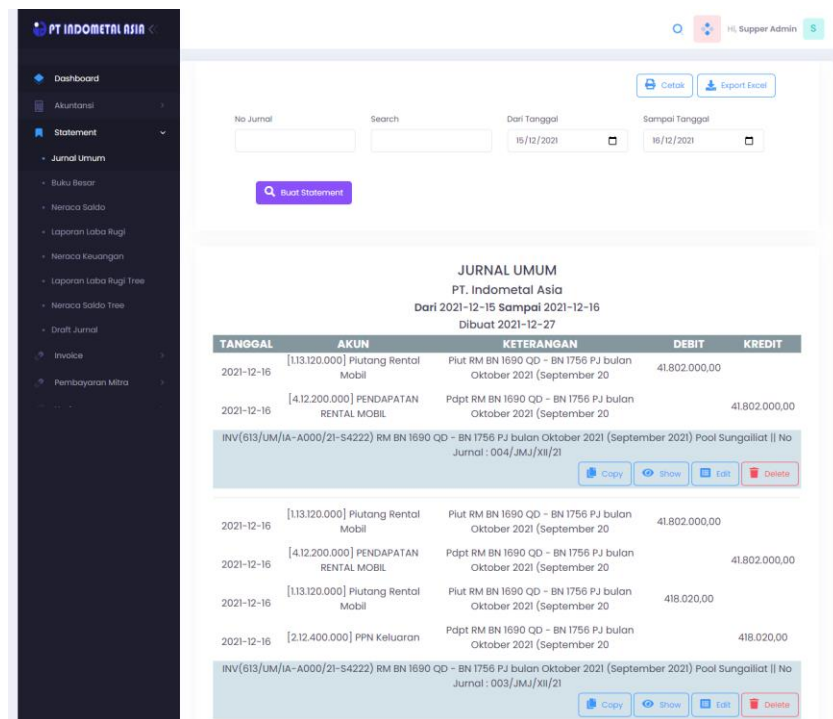 PT INDOMETAL ASIA
Hi, Supper Admin S
Dashboard
Akuntansi
Statement
Jurnal Umum
Buku Besar
Neraca Saldo
Laporan Laba Rugi
Neraca Keuangan
Laporan Laba Rugi Tree
Neraca Saldo Tree
Draft Jurnal
Invoice
Pembayaran Mitra
Cetak Export Excel
No Jurnal Search Dari Tanggal Sampai Tanggal
15/12/2021 16/12/2021
Buat Statement
JURNAL UMUM
PT. Indometal Asia
Dari 2021-12-15 Sampai 2021-12-16
Dibuat 2021-12-27
TANGGAL AKUN KETERANGAN DEBIT KREDIT
[1.13.120.000] Piutang Rental Piut RM BN 1690 QD - BN 1756 PJ bulan
2021-12-16 Mobil Oktober 2021 (September 20 41.802.000,00
[4.12.200.000] PENDAPATAN Pdpt RM BN 1690 QD - BN 1756 PJ bulan
2021-12-16 RENTAL MOBIL Oktober 2021 (September 20 41.802.000,00
INV(613/UM/IA-A000/21-S4222) RM BN 1690 QD - BN 1756 PJ bulan Oktober 2021 (September 2021) Pool Sungailiat || No
Jurnal : 004/JMJ/XII/21
Copy Show Edit Delete
[1.13.120.000] Piutang Rental Piut RM BN 1690 QD - BN 1756 PJ bulan
2021-12-16 Mobil Oktober 2021 (September 20 41.802.000,00
[4.12.200.000] PENDAPATAN Pdpt RM BN 1690 QD - BN 1756 PJ bulan
2021-12-16 RENTAL MOBIL Oktober 2021 (September 20 41.802.000,00
[1.13.120.000] Piutang Rental Piut RM BN 1690 QD - BN 1756 PJ bulan
2021-12-16 Mobil Oktober 2021 (September 20 418.020,00
2021-12-16 [2.12.400.000] PPN Keluaran Pdpt RM BN 1690 QD - BN 1756 PJ bulan
Oktober 2021 (September 20 418.020,00
INV(613/UM/IA-A000/21-S4222) RM BN 1690 QD - BN 1756 PJ bulan Oktober 2021 (September 2021) Pool Sungailiat || No
Jurnal : 003/JMJ/XII/21
Copy Show Edit Delete